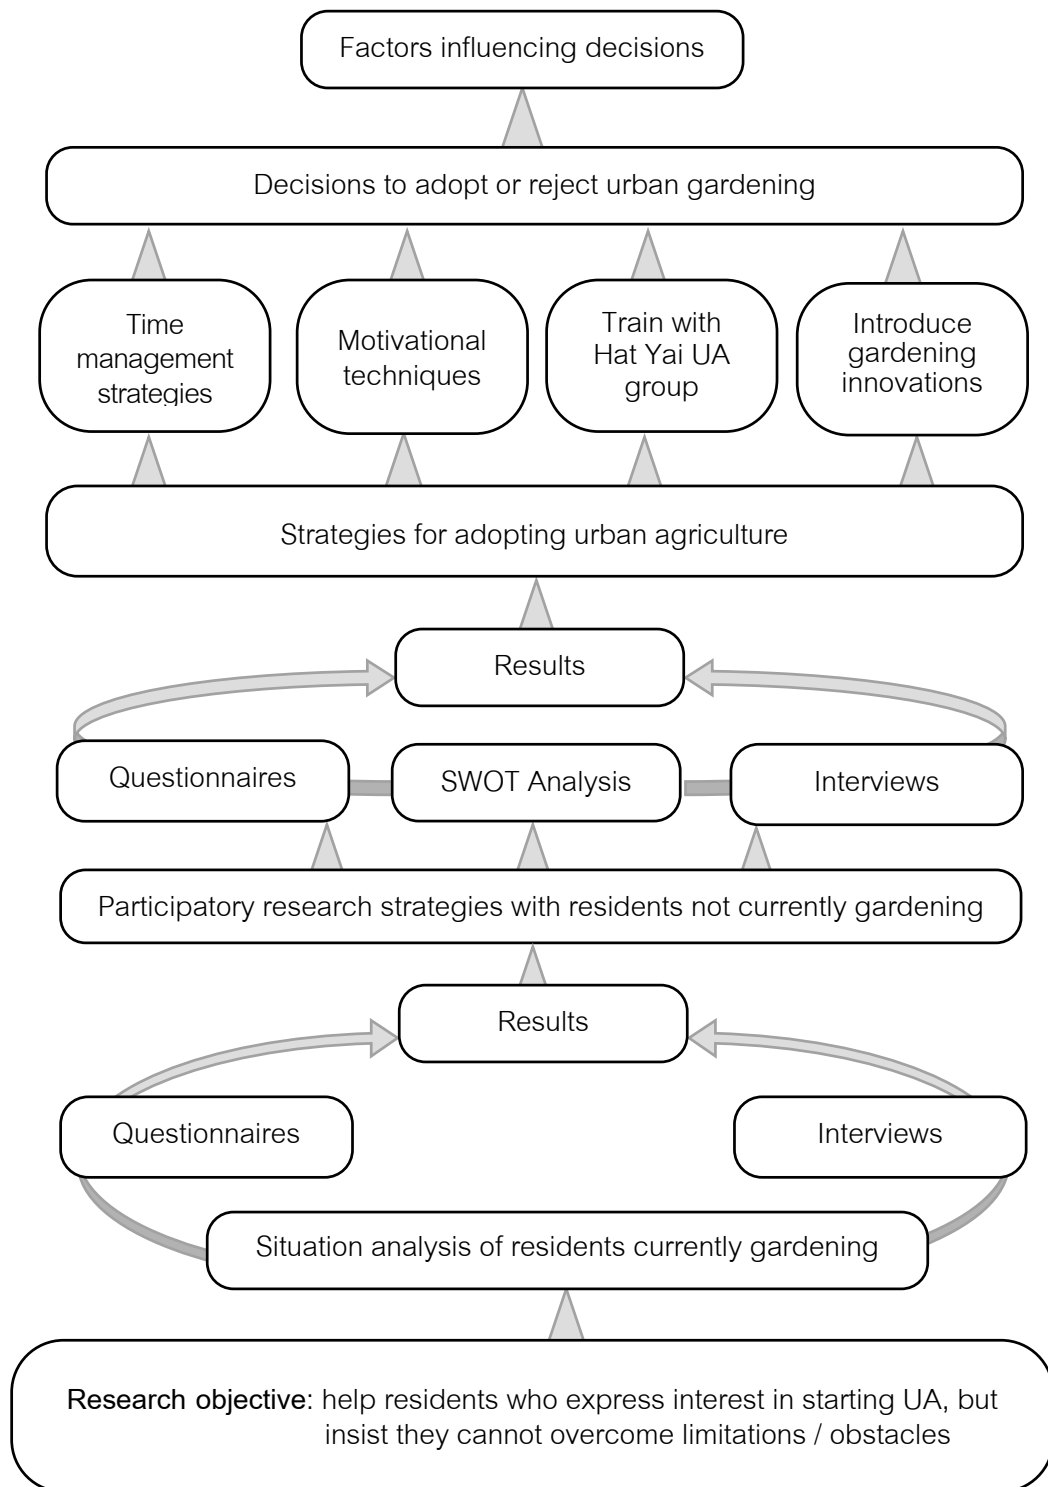 Factors influencing decisions
Decisions to adopt or reject urban gardening
Time
management
strategies
Motivational
techniques
Train with
Hat Yai UA
group
Introduce
gardening
innovations
Strategies for adopting urban agriculture
Results
Questionnaires
SWOT Analysis
Interviews
Participatory research strategies with residents not currently gardening
Results
Questionnaires
Interviews
Situation analysis of residents currently gardening
Research objective: help residents who express interest in starting UA, but
insist they cannot overcome limitations / obstacles